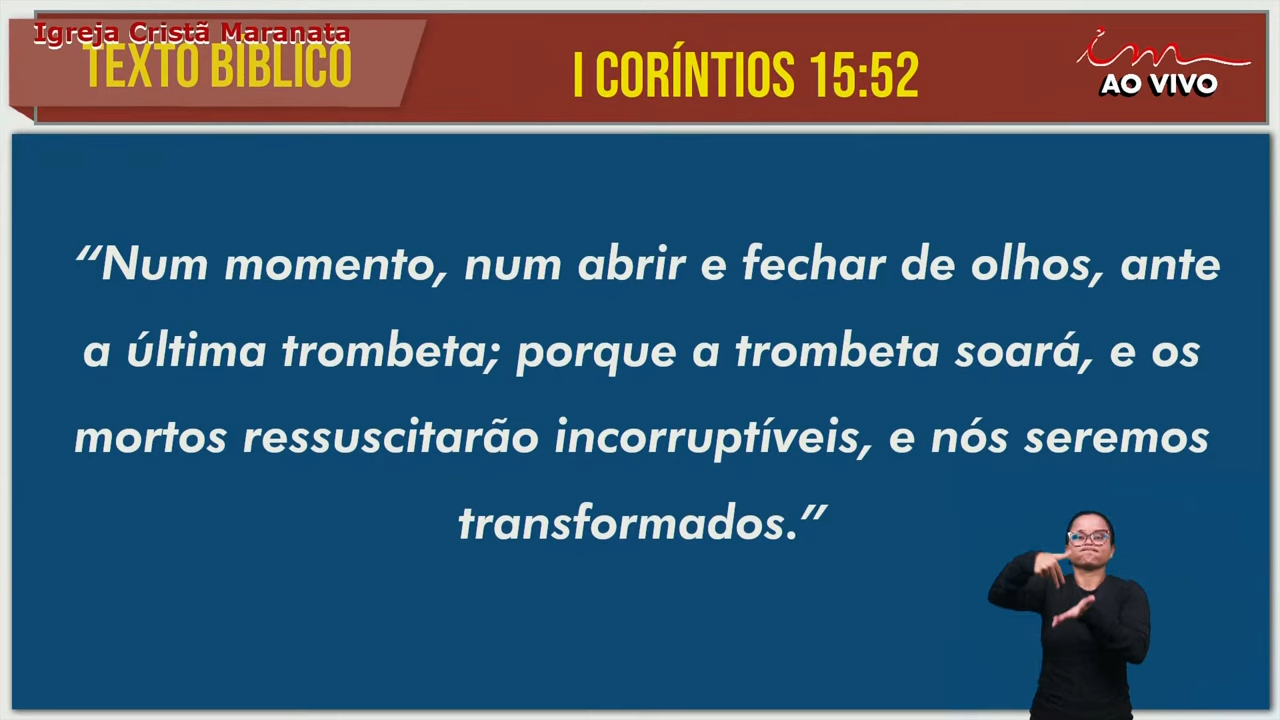 Igreja Cristã Maranata
TEXTO BÍBLICO
I CORÍNTIOS 15:52
im
AO VIVO
“Num momento, num abrir e fechar de olhos, ante
a última trombeta; porque a trombeta soará, e os
mortos ressuscitarão incorruptíveis, e nós seremos
transformados.”